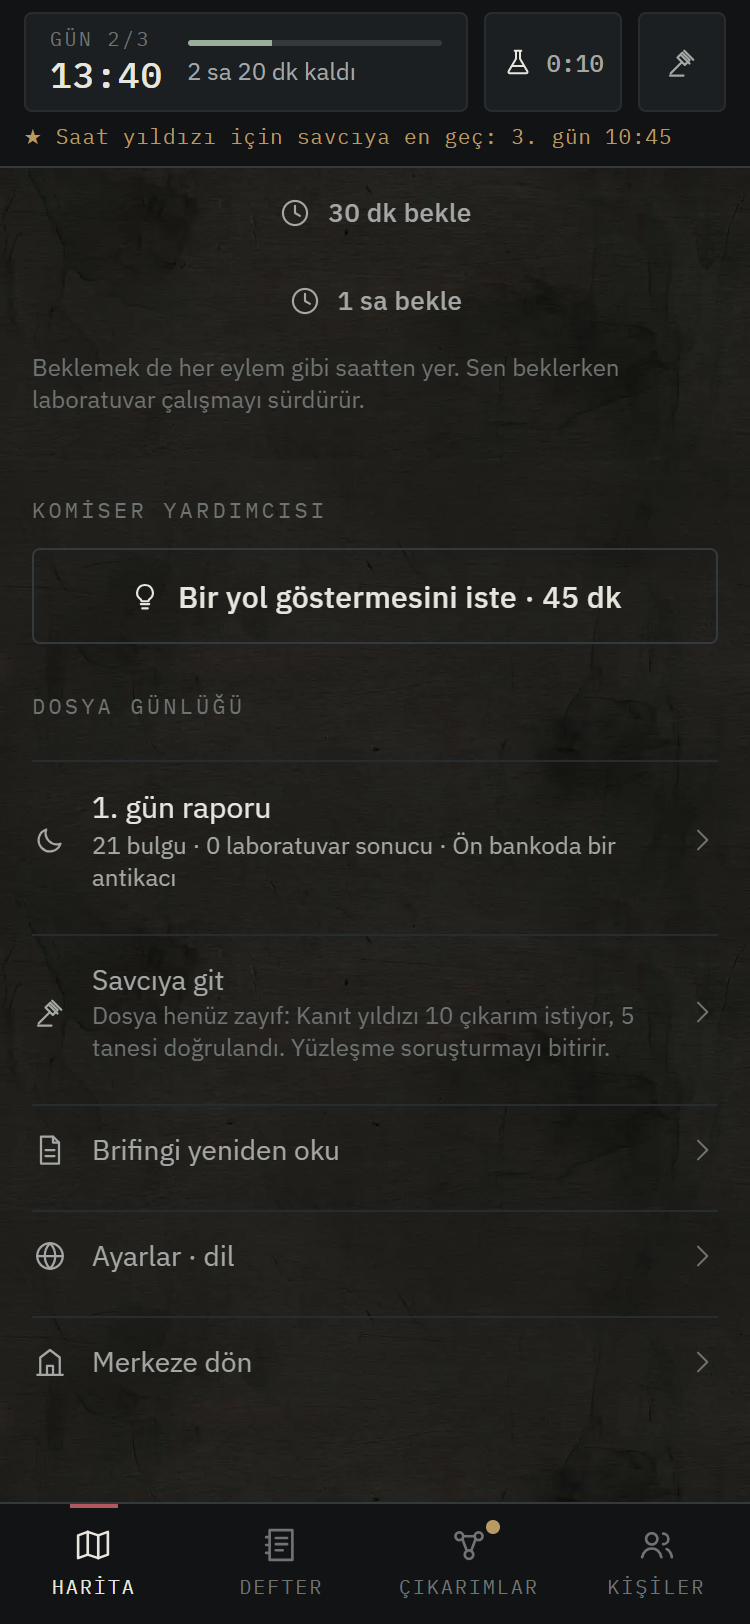 GÜN 2/3
13:40
2 sa 20 dk kaldı
0:10
★ Saat yıldızı için savcıya en geç: 3. gün 10:45
30 dk bekle
1 sa bekle
Beklemek de her eylem gibi saatten yer. Sen beklerken
laboratuvar çalışmayı sürdürür.
KOMİSER YARDIMCISI
Bir yol göstermesini iste · 45 dk
DOSYA GÜNLÜĞÜ
1. gün raporu
21 bulgu · 0 laboratuvar sonucu · Ön bankoda bir
antikacı
Savcıya git
Dosya henüz zayıf: Kanıt yıldızı 10 çıkarım istiyor, 5
tanesi doğrulandı. Yüzleşme soruşturmayı bitirir.
Brifingi yeniden oku
Ayarlar · dil
Merkeze dön
HARİTA
DEFTER
ÇIKARIMLAR
KİŞİLER